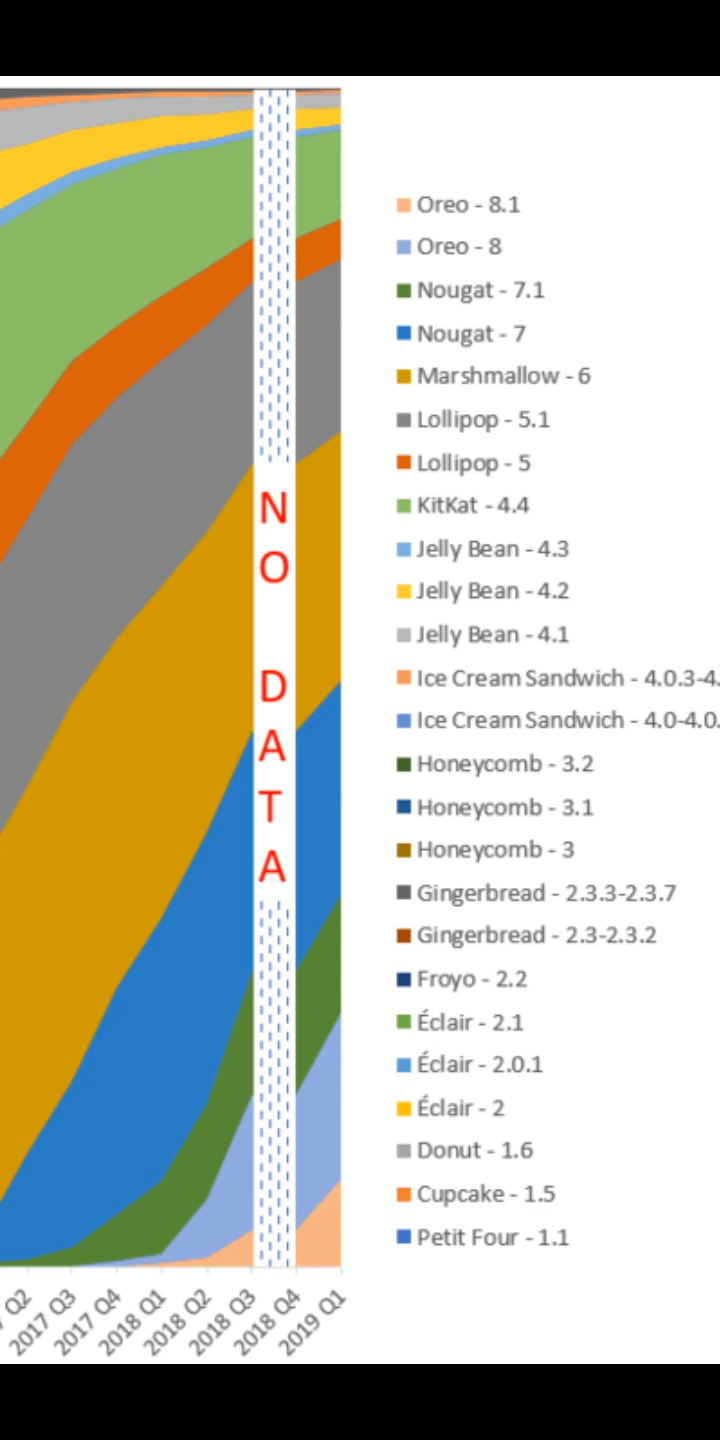 Oreo - 8.1
Oreo - 8
Nougat - 7.1
Nougat - 7
Marshmallow - 6
Lollipop - 5.1
Lollipop - 5
KitKat - 4.4
Jelly Bean - 4.3
Jelly Bean - 4.2
Jelly Bean - 4.1
Ice Cream Sandwich - 4.0.3-4.
Ice Cream Sandwich - 4.0-4.0.
Honeycomb - 3.2
Honeycomb - 3.1
Honeycomb - 3
Gingerbread - 2.3.3-2.3.7
Gingerbread - 2.3-2.3.2
Froyo - 2.2
Éclair - 2.1
Éclair - 2.0.1
Éclair - 2
Donut - 1.6
Cupcake - 1.5
Petit Four - 1.1
NO DATA
Q2
2017 Q3
2017 Q4
2018 Q1
2018 Q2
2018 Q3
2018 Q4
2019 Q1